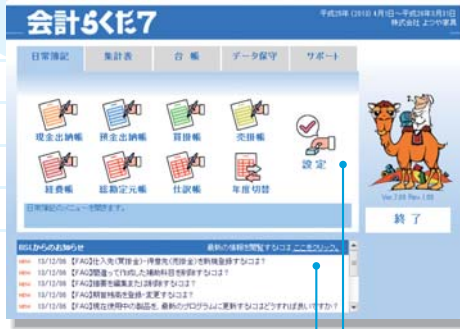 会計らくだ7
平成25年 (2013) 4月1日～平成26年3月31日
株式会社 よつや家具
日常簿記 集計表 台 帳 データ保守 サポート
現金出納帳 預金出納帳 買掛帳 売掛帳
設 定
経費帳 総勘定元帳 仕訳帳 年度切替
日常簿記のメニューを開きます。
Ver.7.00 Rev.1.00
終 了
BSLからのお知らせ 最新の情報を閲覧するにはここをクリック。
new 13/12/06 【FAQ】仕入先(買掛金)・得意先(売掛金)を新規登録するには？
new 13/12/06 【FAQ】間違って作成した補助科目を削除するには？
new 13/12/06 【FAQ】摘要を編集または削除するには？
new 13/12/06 【FAQ】期首残高を登録・変更するには？
new 13/12/06 【FAQ】現在使用中の製品を、最新のプログラムに更新するにはどうすれば良いですか？